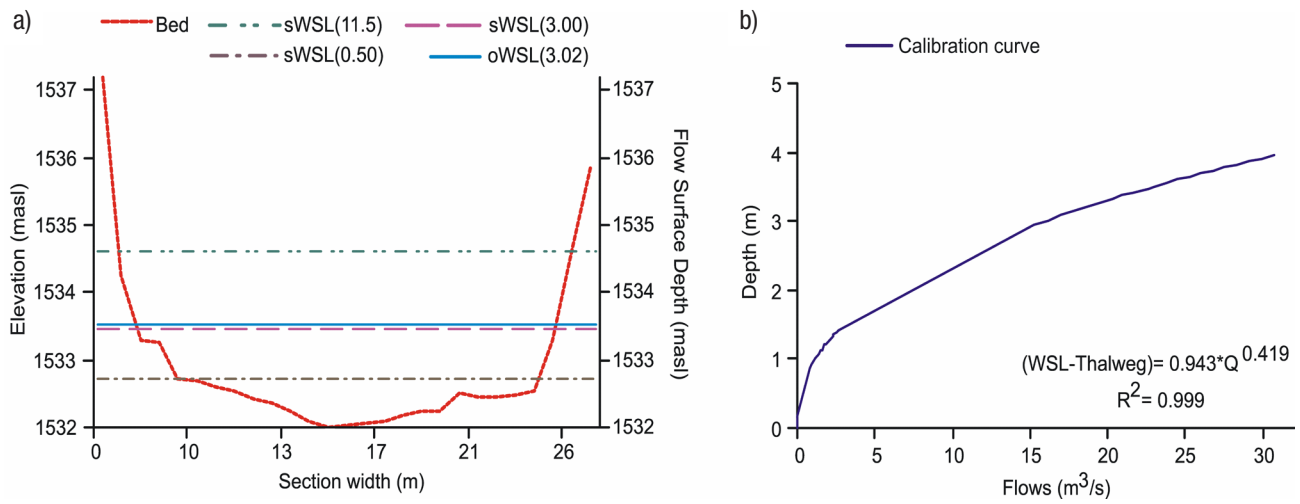 a)
Bed
sWSL(11.5)
sWSL(3.00)
sWSL(0.50)
oWSL(3.02)
1537
1536
1535
1534
1533
1532
Elevation (masl)
1537
1536
1535
1534
1533
1532
Flow Surface Depth (masl)
0 10 13 17 21 26
Section width (m)
b)
Calibration curve
5
4
3
2
1
0
Depth (m)
(WSL-Thalweg)= 0.943*Q^0.419
R^2= 0.999
0 5 10 15 20 25 30
Flows (m^3/s)